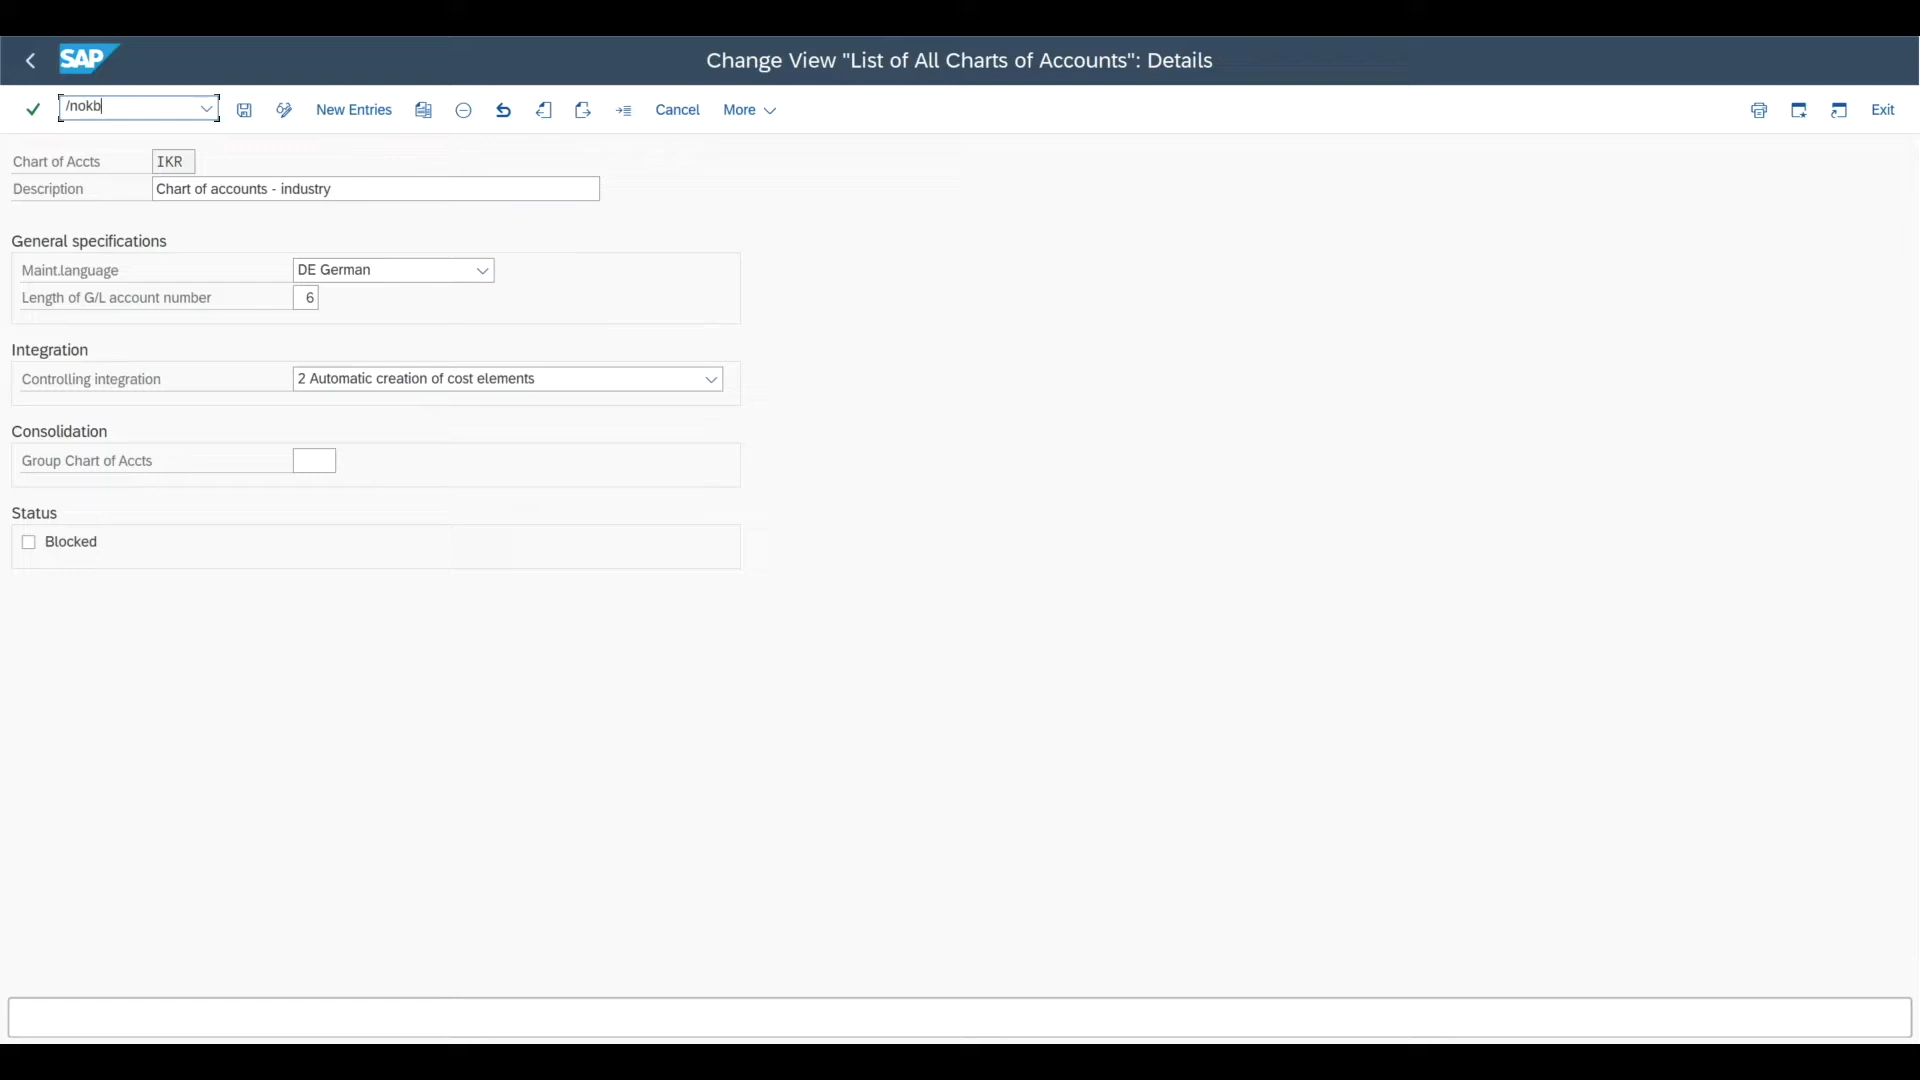 SAP
Change View "List of All Charts of Accounts": Details
/nokb
New Entries
Cancel
More
Exit
Chart of Accts IKR
Description Chart of accounts - industry
General specifications
Maint.language DE German
Length of G/L account number 6
Integration
Controlling integration 2 Automatic creation of cost elements
Consolidation
Group Chart of Accts
Status
Blocked